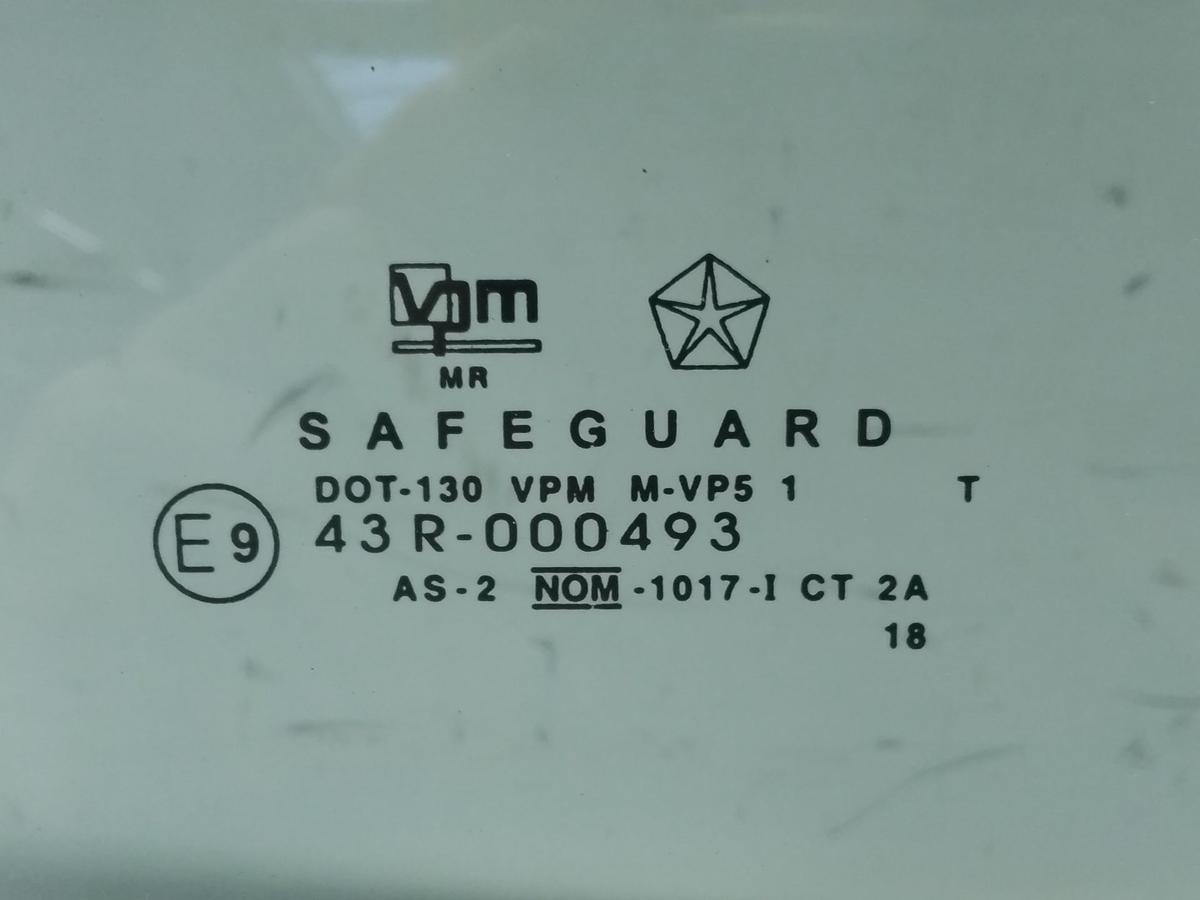 vpm
MR
SAFEGUARD
DOT-130 VPM M-VP5 1 T
E9 43R-000493
AS-2 NOM-1017-I CT 2A
18